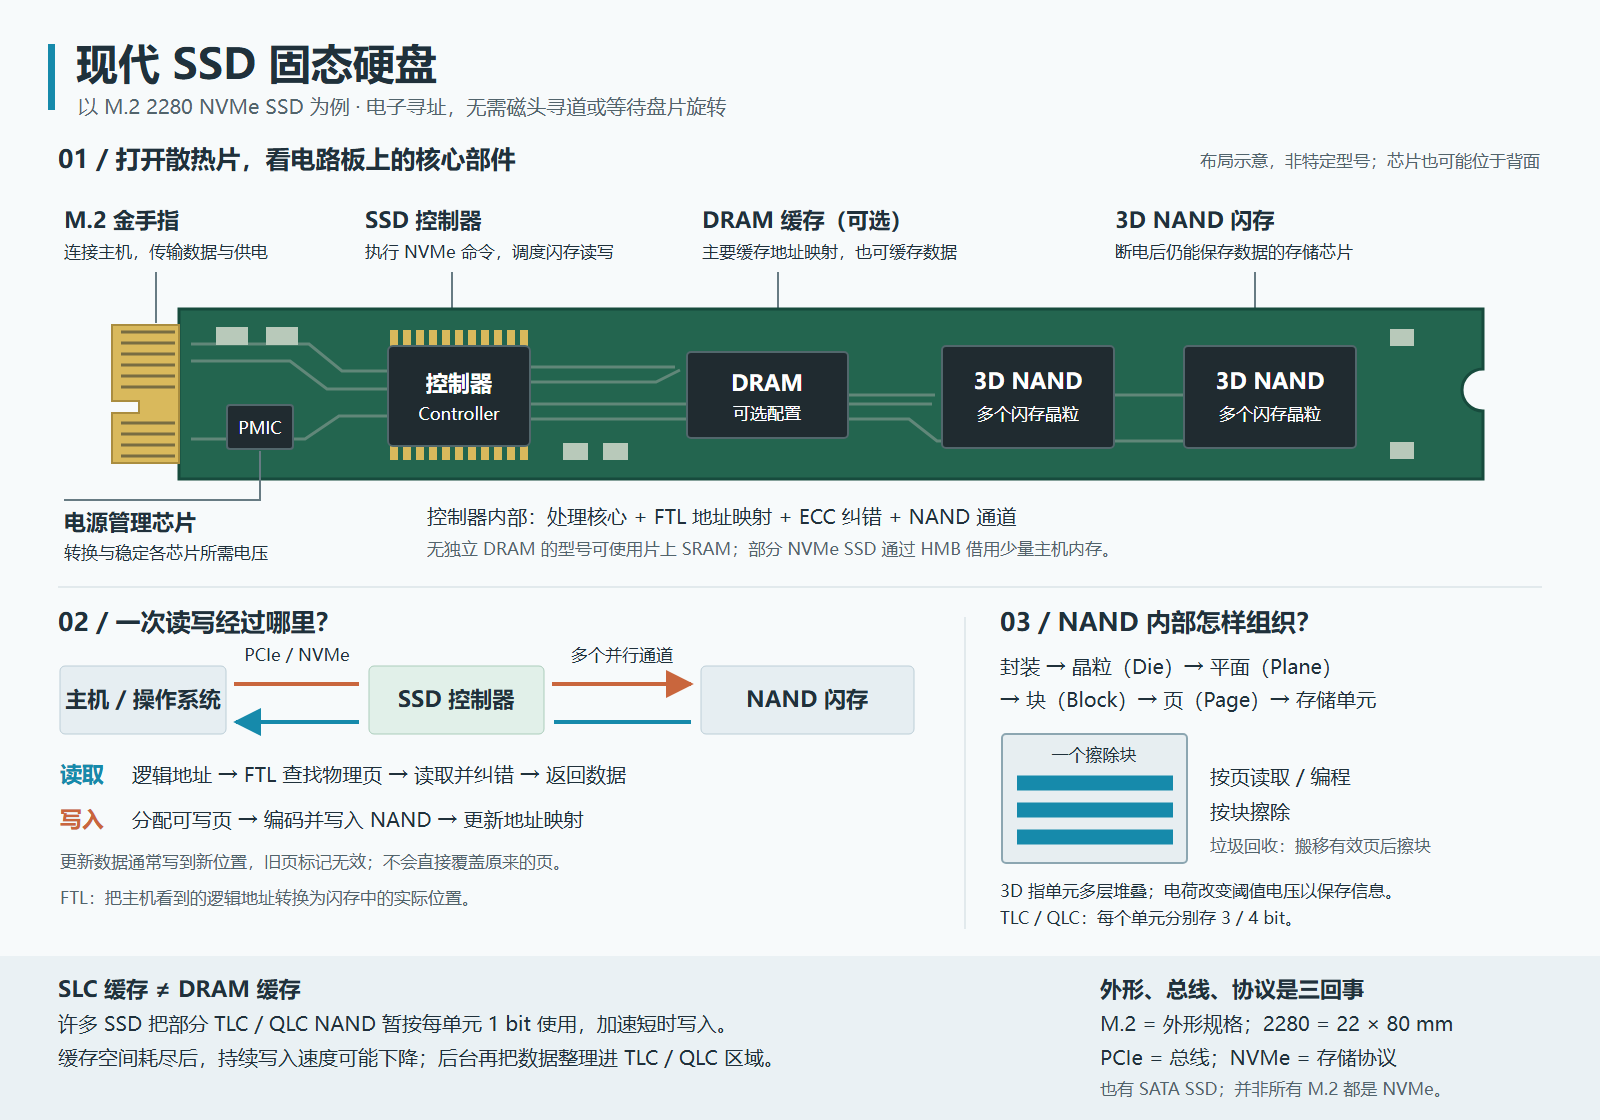 现代 SSD 固态硬盘
以 M.2 2280 NVMe SSD 为例 · 电子寻址，无需磁头寻道或等待盘片旋转
01 / 打开散热片，看电路板上的核心部件
布局示意，非特定型号；芯片也可能位于背面
M.2 金手指
连接主机，传输数据与供电
SSD 控制器
执行 NVMe 命令，调度闪存读写
DRAM 缓存（可选）
主要缓存地址映射，也可缓存数据
3D NAND 闪存
断电后仍能保存数据的存储芯片
PMIC
控制器
Controller
DRAM
可选配置
3D NAND
多个闪存晶粒
3D NAND
多个闪存晶粒
电源管理芯片
转换与稳定各芯片所需电压
控制器内部：处理核心 + FTL 地址映射 + ECC 纠错 + NAND 通道
无独立 DRAM 的型号可使用片上 SRAM；部分 NVMe SSD 通过 HMB 借用少量主机内存。
02 / 一次读写经过哪里？
PCIe / NVMe
多个并行通道
主机 / 操作系统
SSD 控制器
NAND 闪存
读取 逻辑地址 → FTL 查找物理页 → 读取并纠错 → 返回数据
写入 分配可写页 → 编码并写入 NAND → 更新地址映射
更新数据通常写到新位置，旧页标记无效；不会直接覆盖原来的页。
FTL：把主机看到的逻辑地址转换为闪存中的实际位置。
03 / NAND 内部怎样组织？
封装 → 晶粒（Die）→ 平面（Plane）
→ 块（Block）→ 页（Page）→ 存储单元
一个擦除块
按页读取 / 编程
按块擦除
垃圾回收：搬移有效页后擦块
3D 指单元多层堆叠；电荷改变阈值电压以保存信息。
TLC / QLC：每个单元分别存 3 / 4 bit。
SLC 缓存 ≠ DRAM 缓存
许多 SSD 把部分 TLC / QLC NAND 暂按每单元 1 bit 使用，加速短时写入。
缓存空间耗尽后，持续写入速度可能下降；后台再把数据整理进 TLC / QLC 区域。
外形、总线、协议是三回事
M.2 = 外形规格；2280 = 22 × 80 mm
PCIe = 总线；NVMe = 存储协议
也有 SATA SSD；并非所有 M.2 都是 NVMe。